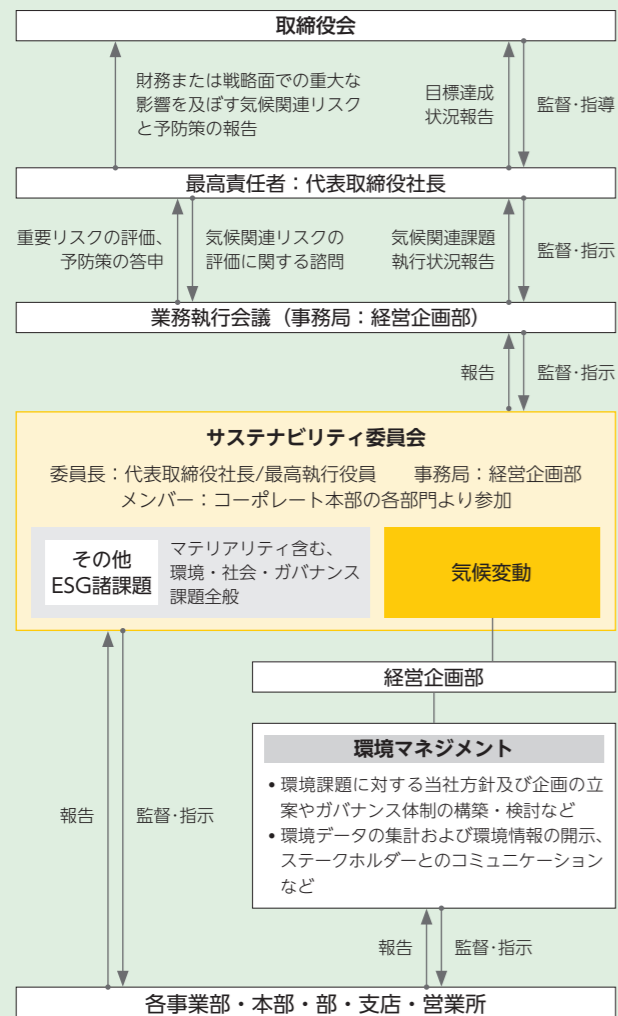 取締役会
財務または戦略面での重大な
影響を及ぼす気候関連リスク
と予防策の報告
目標達成
状況報告
監督・指導
最高責任者：代表取締役社長
重要リスクの評価、
予防策の答申
気候関連リスクの
評価に関する諮問
気候関連課題
執行状況報告
監督・指示
業務執行会議（事務局：経営企画部）
報告
監督・指示
サステナビリティ委員会
委員長：代表取締役社長/最高執行役員　事務局：経営企画部
メンバー：コーポレート本部の各部門より参加
その他
ESG諸課題
マテリアリティ含む、
環境・社会・ガバナンス
課題全般
気候変動
経営企画部
環境マネジメント
• 環境課題に対する当社方針及び企画の立
案やガバナンス体制の構築・検討など
• 環境データの集計および環境情報の開示、
ステークホルダーとのコミュニケーション
など
報告
監督・指示
報告
監督・指示
各事業部・本部・部・支店・営業所